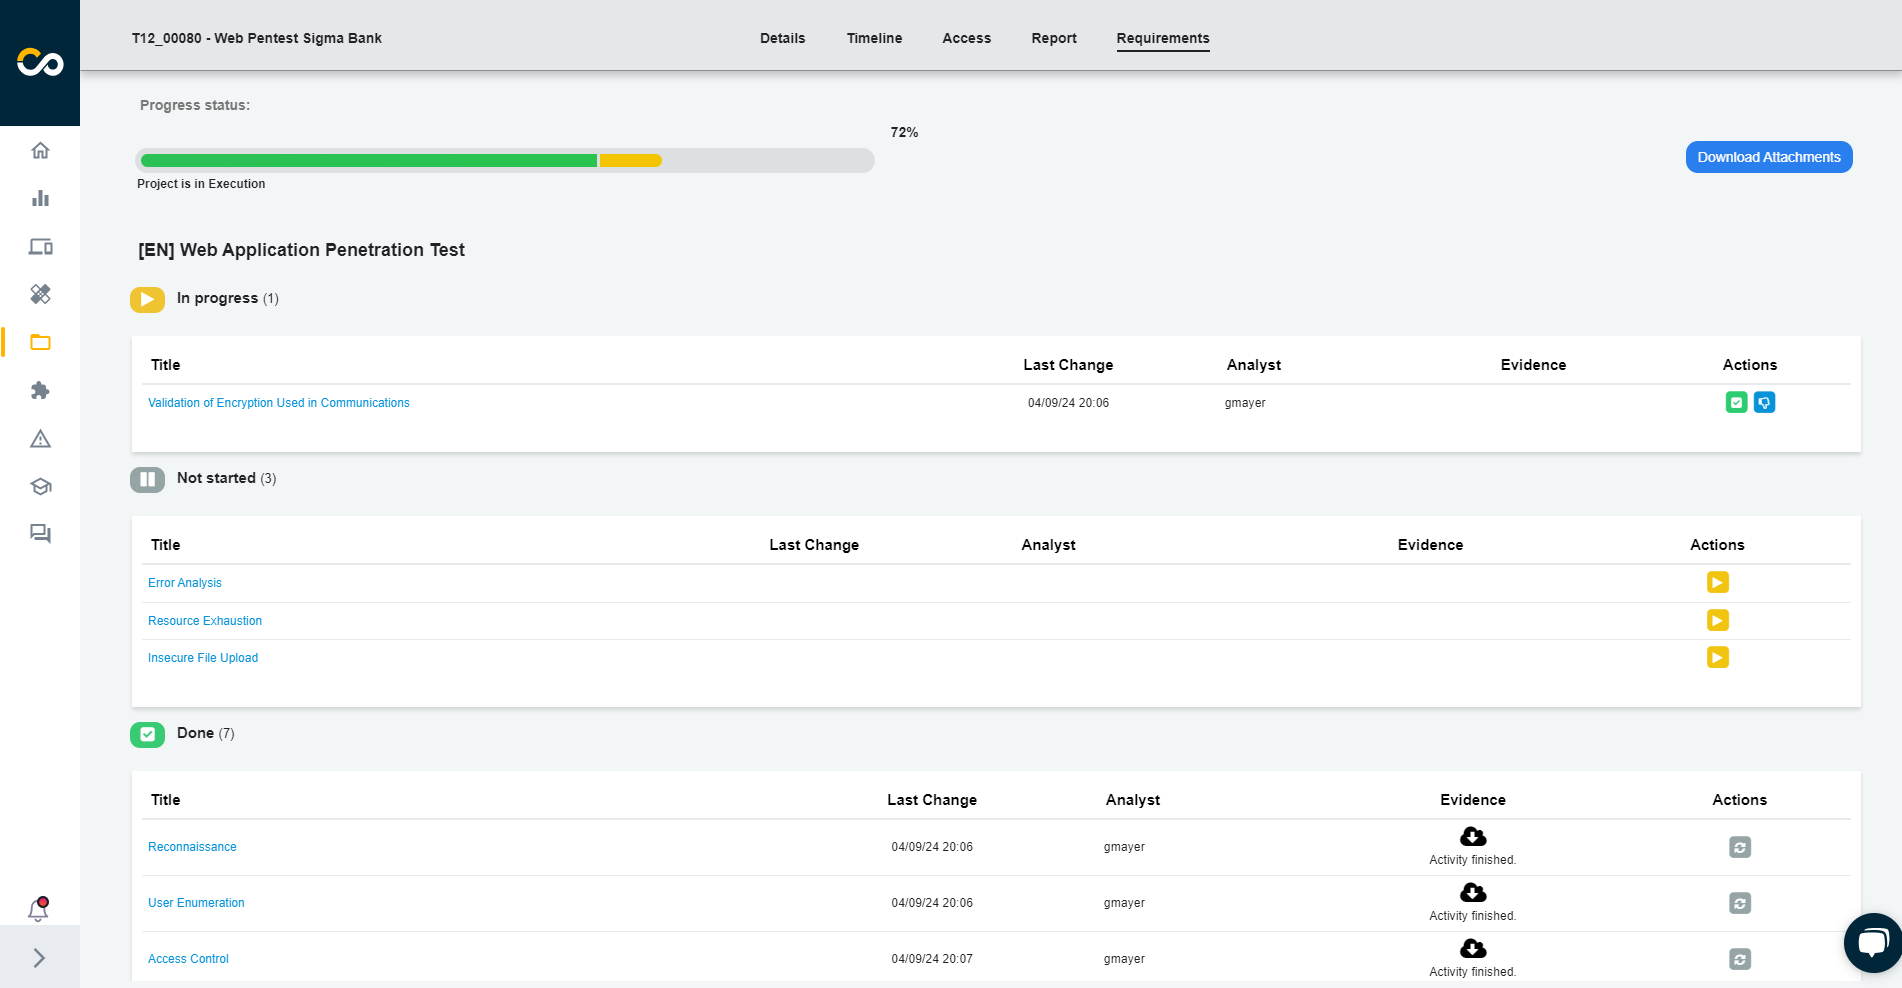 T12_00080 - Web Pentest Sigma Bank
Details Timeline Access Report Requirements
Progress status:
72%
Download Attachments
Project is in Execution
[EN] Web Application Penetration Test
In progress (1)
Title Last Change Analyst Evidence Actions
Validation of Encryption Used in Communications 04/09/24 20:06 gmayer
Not started (3)
Title Last Change Analyst Evidence Actions
Error Analysis
Resource Exhaustion
Insecure File Upload
Done (7)
Title Last Change Analyst Evidence Actions
Reconnaissance 04/09/24 20:06 gmayer
Activity finished.
User Enumeration 04/09/24 20:06 gmayer
Activity finished.
Access Control 04/09/24 20:07 gmayer
Activity finished.